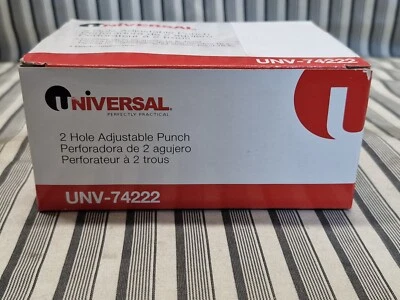 UNIVERSAL
UNV-74222
UNIVERSAL®
PERFECTLY PRACTICAL
2 Hole Adjustable Punch
Perforadora de 2 agujero
Perforateur à 2 trous
UNV-74222